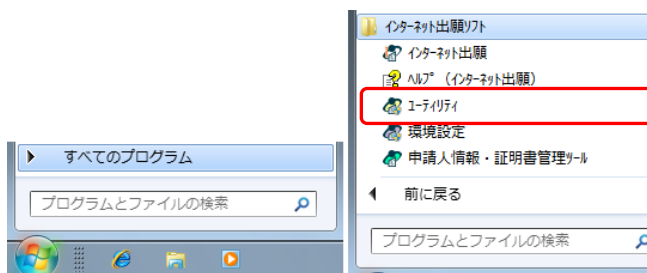 すべてのプログラム
プログラムとファイルの検索
ｲﾝﾀｰﾈｯﾄ出願ｿﾌﾄ
ｲﾝﾀｰﾈｯﾄ出願
ﾍﾙﾌﾟ (ｲﾝﾀｰﾈｯﾄ出願)
ﾕｰﾃｨﾘﾃｨ
環境設定
申請人情報・証明書管理ﾂｰﾙ
前に戻る
プログラムとファイルの検索